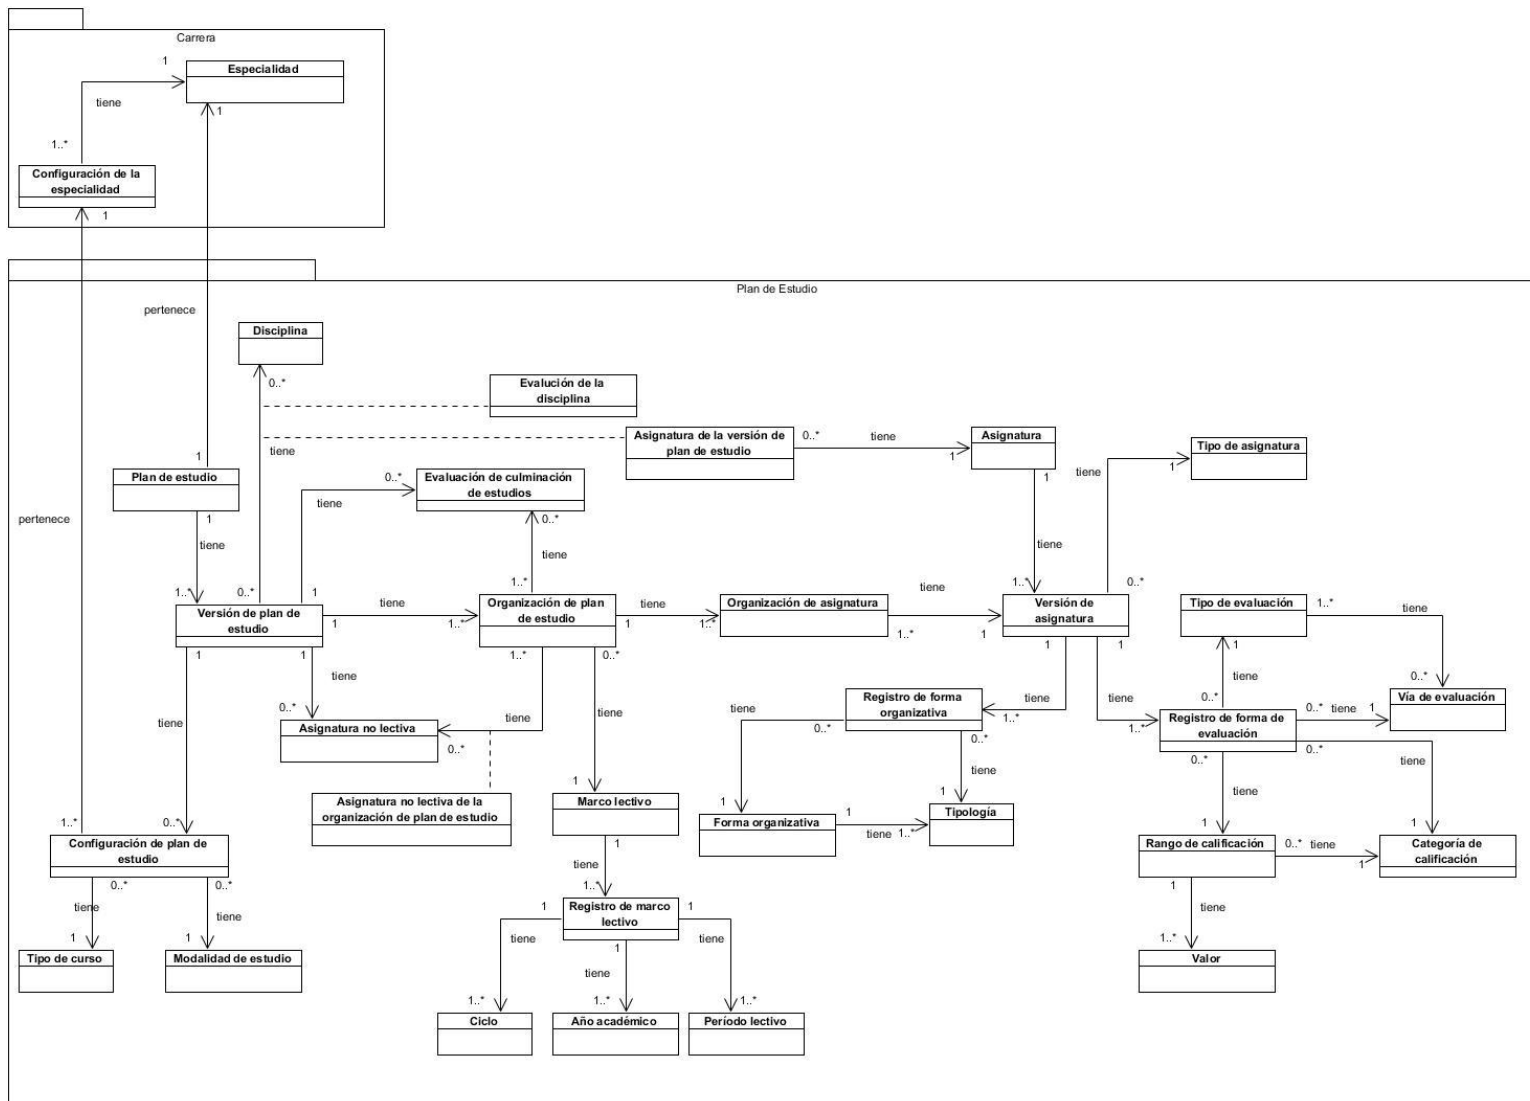 Carrera
1
Especialidad
tiene
1
1..*
Configuración de la
especialidad
1
Plan de Estudio
pertenece
Disciplina
0..*
Evalución de la
disciplina
Asignatura de la versión de
plan de estudio
0..*
tiene
1
Asignatura
Tipo de asignatura
tiene
1
tiene
1
Plan de estudio
0..*
Evaluación de culminación
de estudios
1
pertenece
1
tiene
0..*
tiene
tiene
tiene
1..*
0..*
1
1..*
1..*
0..*
Versión de plan de
estudio
tiene
1
1..*
Organización de plan
de estudio
tiene
1
1..*
Organización de asignatura
tiene
1..*
1
Versión de
asignatura
Tipo de evaluación
1..*
tiene
1
1
1..*
0..*
1
1
1
tiene
0..*
tiene
0..*
Asignatura no lectiva
tiene
0..*
tiene
tiene
Registro de forma
organizativa
tiene
1..*
0..*
0..*
tiene
1..*
tiene
0..*
Registro de forma de
evaluación
0..*
tiene
1
0..*
Vía de evaluación
0..*
tiene
tiene
tiene
1
Asignatura no lectiva de la
organización de plan de estudio
1
Marco lectivo
1
Forma organizativa
1
tiene
1..*
1
Tipología
1..*
0..*
Configuración de plan de
estudio
1
Rango de calificación
0..*
tiene
1
1
Categoría de
calificación
1
tiene
1..*
0..*
0..*
tiene
tiene
1
1
Tipo de curso
Modalidad de estudio
1
Registro de marco
lectivo
1
tiene
1
tiene
tiene
1
tiene
1..*
Valor
1..*
1..*
1..*
Ciclo
Año académico
Período lectivo